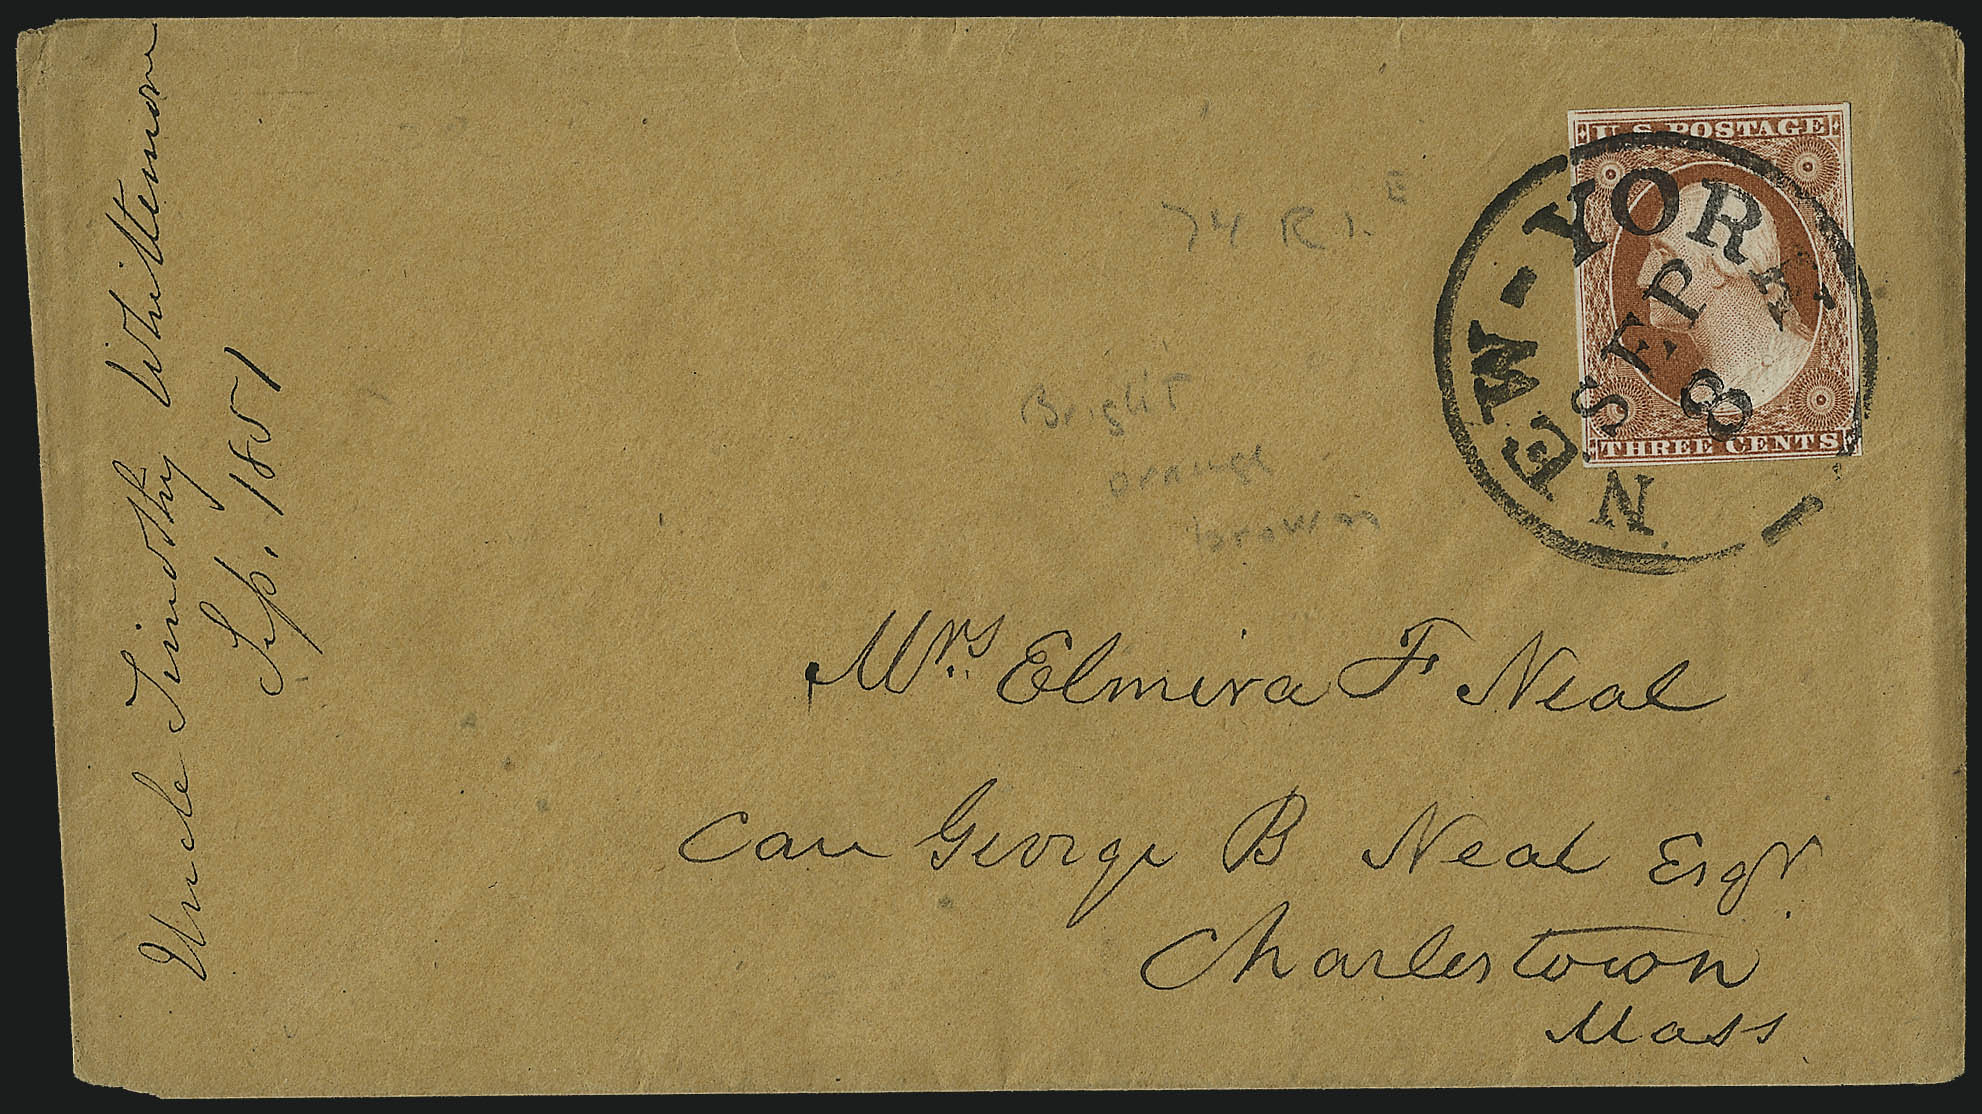 Uncle Timothy Whittemore
Sep. 1851
74 R1E
Bright
orange
brown
U.S. POSTAGE
THREE CENTS
NEW-YORK
SEP
8
Mrs. Elmira F Neal
Care George B Neal Esqr
Charlestown
Mass